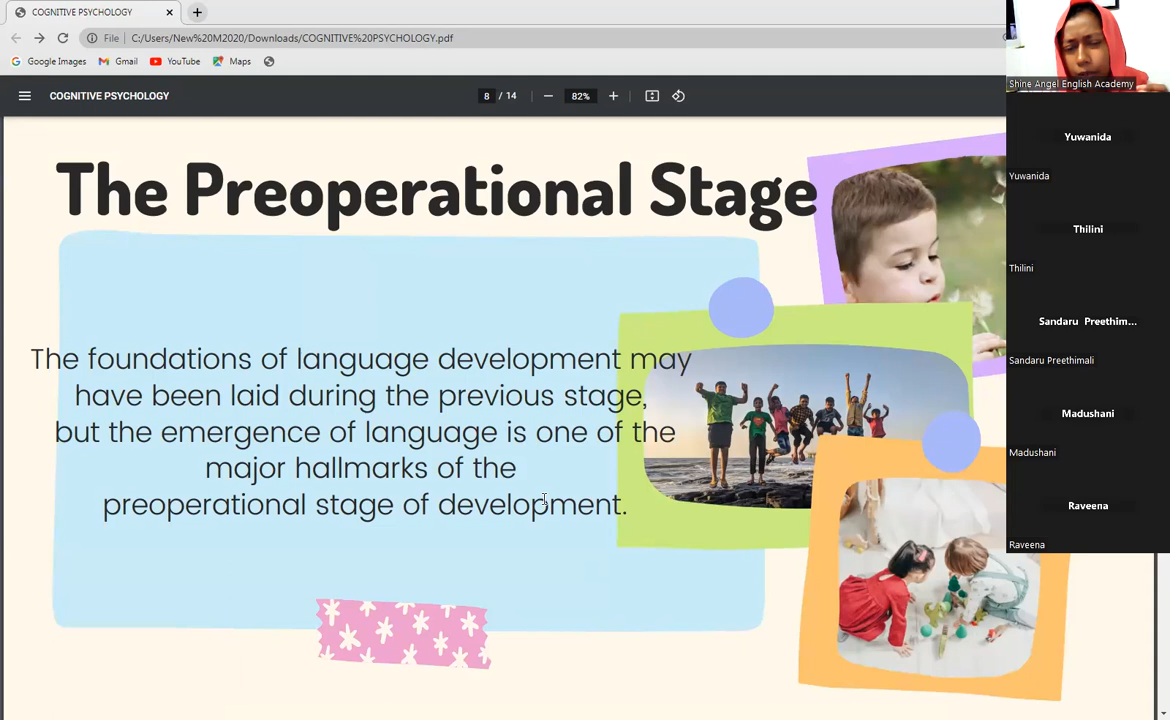 COGNITIVE PSYCHOLOGY
File
C:/Users/New%20M2020/Downloads/COGNITIVE%20PSYCHOLOGY.pdf
Google Images
Gmail
YouTube
Maps
COGNITIVE PSYCHOLOGY
8 / 14
82%
The Preoperational Stage
The foundations of language development may
have been laid during the previous stage,
but the emergence of language is one of the
major hallmarks of the
preoperational stage of development.
Shine Angel English Academy
Yuwanida
Yuwanida
Thilini
Thilini
Sandaru Preethim...
Sandaru Preethimali
Madushani
Madushani
Raveena
Raveena